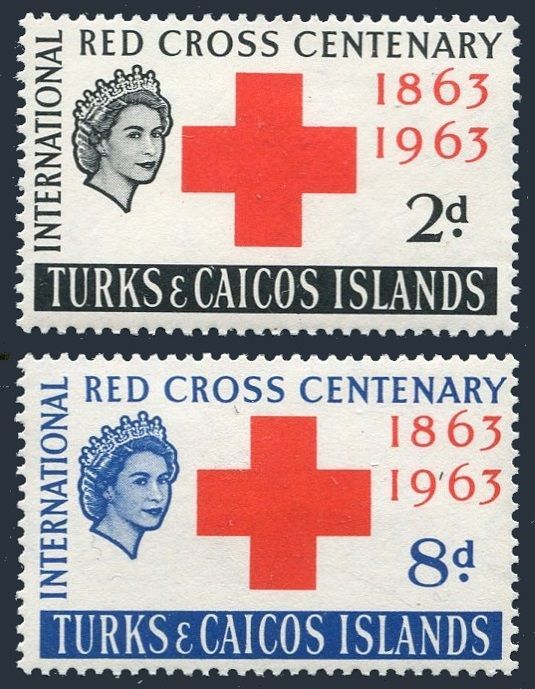 INTERNATIONAL
RED CROSS CENTENARY
1863
1963
2d.
TURKS & CAICOS ISLANDS
INTERNATIONAL
RED CROSS CENTENARY
1863
1963
8d.
TURKS & CAICOS ISLANDS